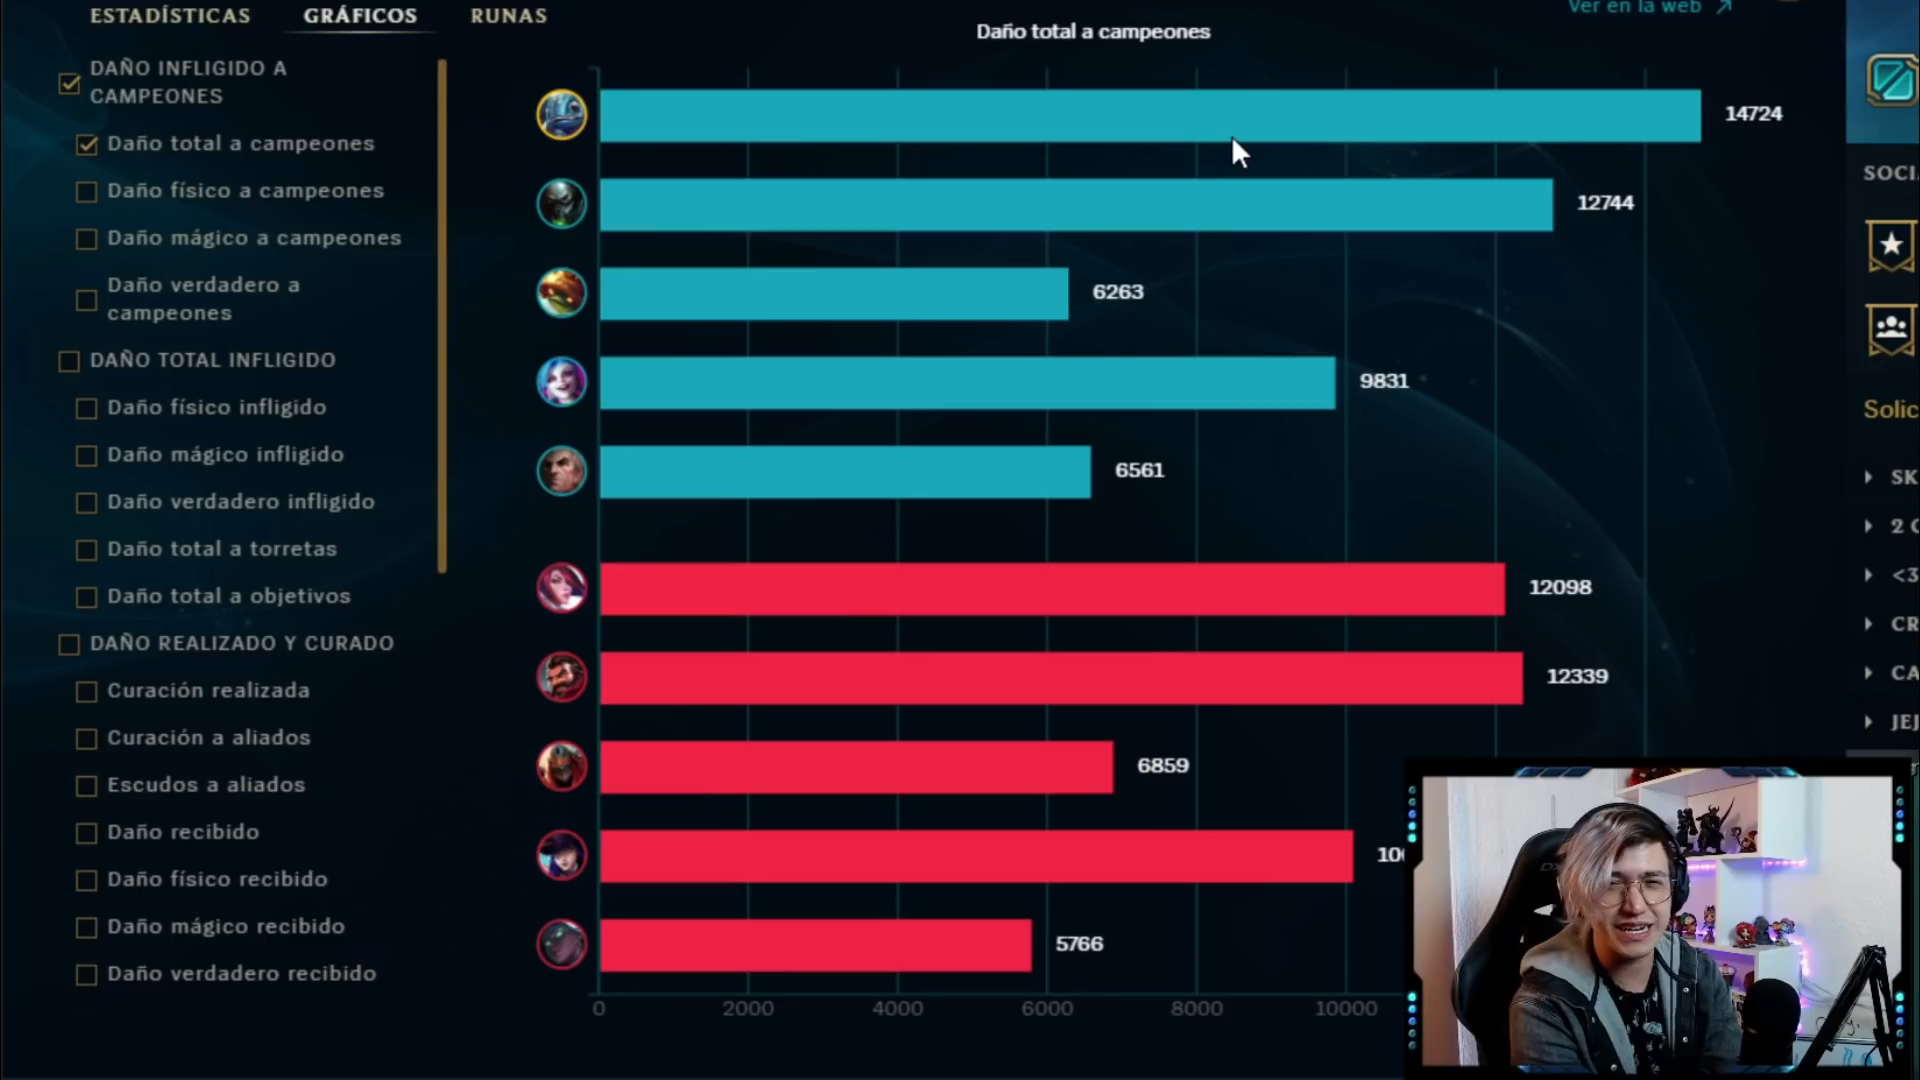 ESTADÍSTICAS GRÁFICOS RUNAS
Ver en la web
Daño total a campeones
DAÑO INFLIGIDO A
CAMPEONES
Daño total a campeones
Daño físico a campeones
Daño mágico a campeones
Daño verdadero a
campeones
DAÑO TOTAL INFLIGIDO
Daño físico infligido
Daño mágico infligido
Daño verdadero infligido
Daño total a torretas
Daño total a objetivos
DAÑO REALIZADO Y CURADO
Curación realizada
Curación a aliados
Escudos a aliados
Daño recibido
Daño físico recibido
Daño mágico recibido
Daño verdadero recibido
14724
12744
6263
9831
6561
12098
12339
6859
5766
0 2000 4000 6000 8000 10000
SOCI
Solic
SK
2
<3
CR
CA
JEJ